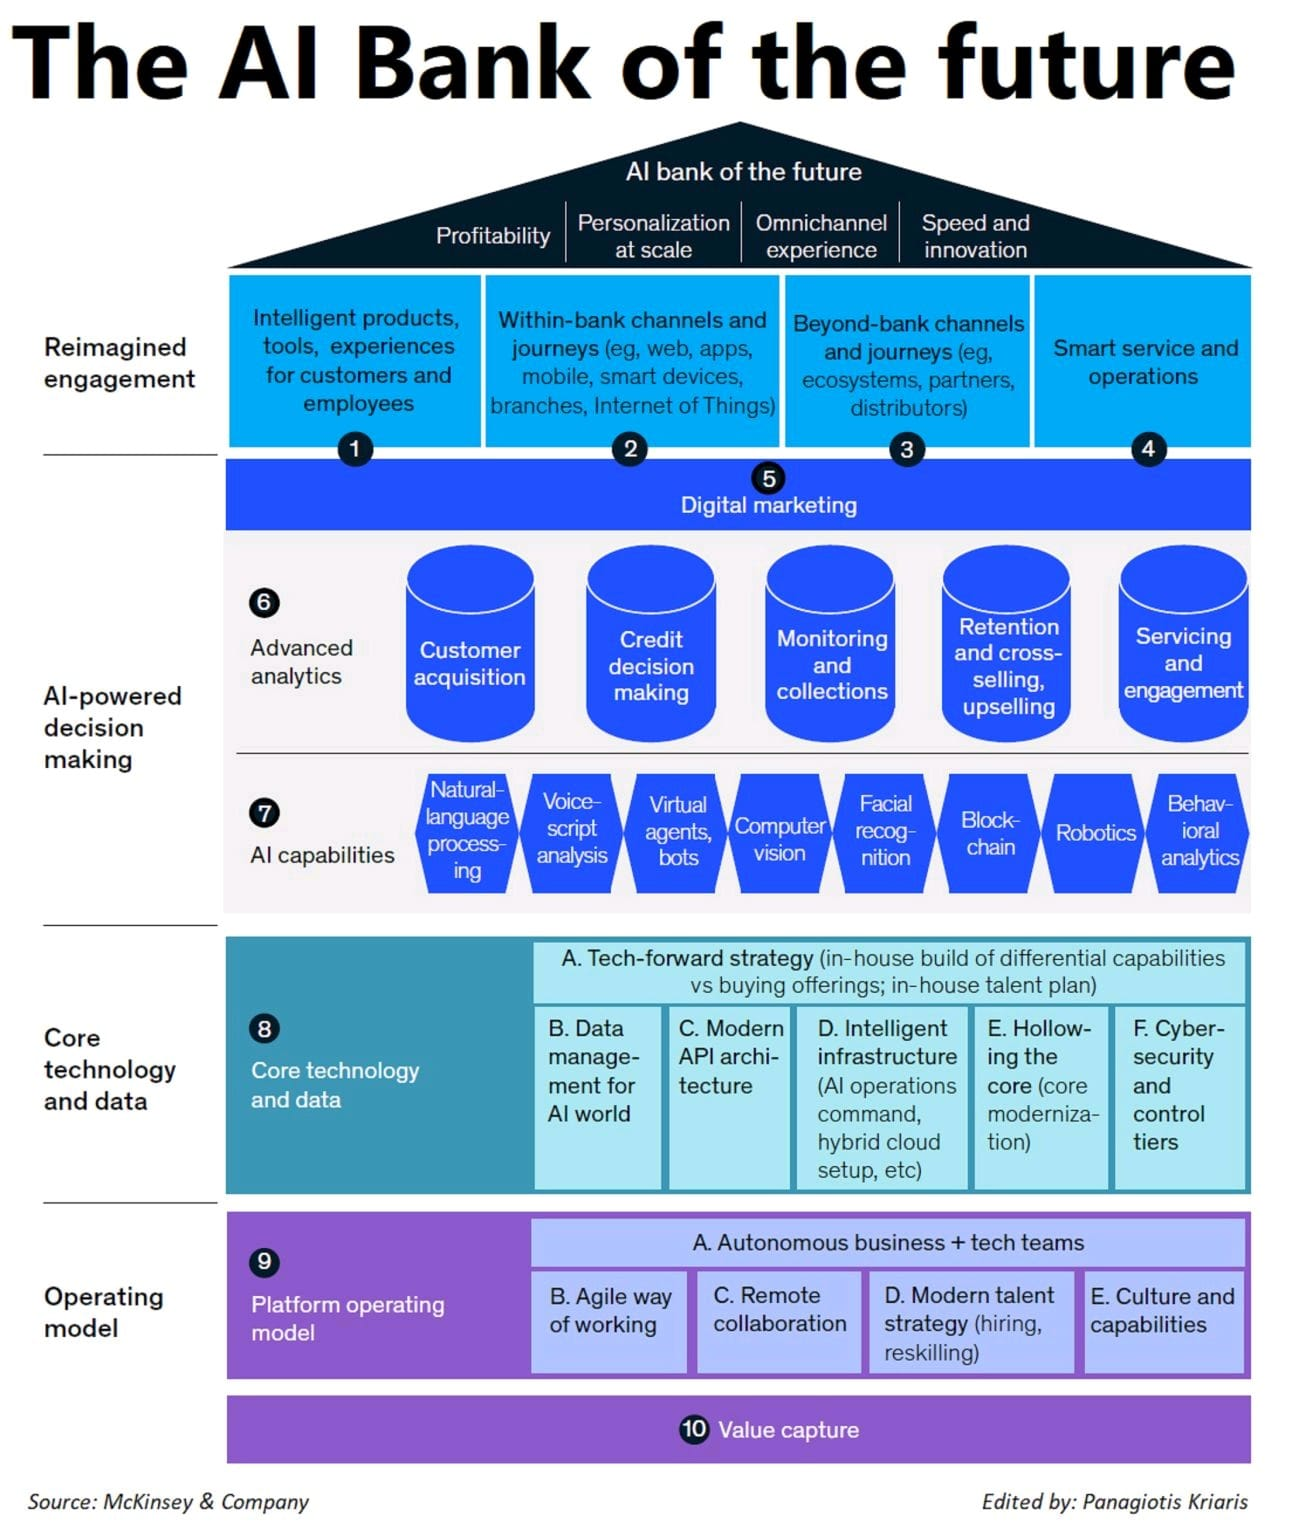 The AI Bank of the future
AI bank of the future
Profitability
Personalization
at scale
Omnichannel
experience
Speed and
innovation
Reimagined
engagement
Intelligent products,
tools, experiences
for customers and
employees
1
Within-bank channels and
journeys (eg, web, apps,
mobile, smart devices,
branches, Internet of Things)
2
Beyond-bank channels
and journeys (eg,
ecosystems, partners,
distributors)
3
Smart service and
operations
4
AI-powered
decision
making
5
Digital marketing
6
Advanced
analytics
Customer
acquisition
Credit
decision
making
Monitoring
and
collections
Retention
and cross-
selling,
upselling
Servicing
and
engagement
7
AI capabilities
Natural-
language
process-
ing
Voice-
script
analysis
Virtual
agents,
bots
Computer
vision
Facial
recog-
nition
Block-
chain
Robotics
Behav-
ioral
analytics
Core
technology
and data
8
Core technology
and data
A. Tech-forward strategy (in-house build of differential capabilities
vs buying offerings; in-house talent plan)
B. Data
manage-
ment for
AI world
C. Modern
API archi-
tecture
D. Intelligent
infrastructure
(AI operations
command,
hybrid cloud
setup, etc)
E. Hollow-
ing the
core (core
moderniza-
tion)
F. Cyber-
security
and
control
tiers
Operating
model
9
Platform operating
model
A. Autonomous business + tech teams
B. Agile way
of working
C. Remote
collaboration
D. Modern talent
strategy (hiring,
reskilling)
E. Culture and
capabilities
10 Value capture
Source: McKinsey & Company
Edited by: Panagiotis Kriaris